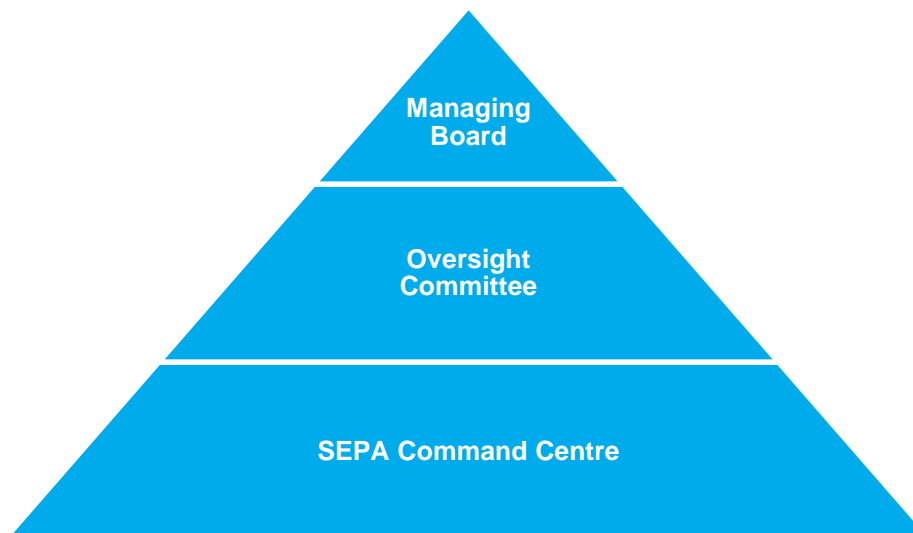 Managing
Board
Oversight
Committee
SEPA Command Centre